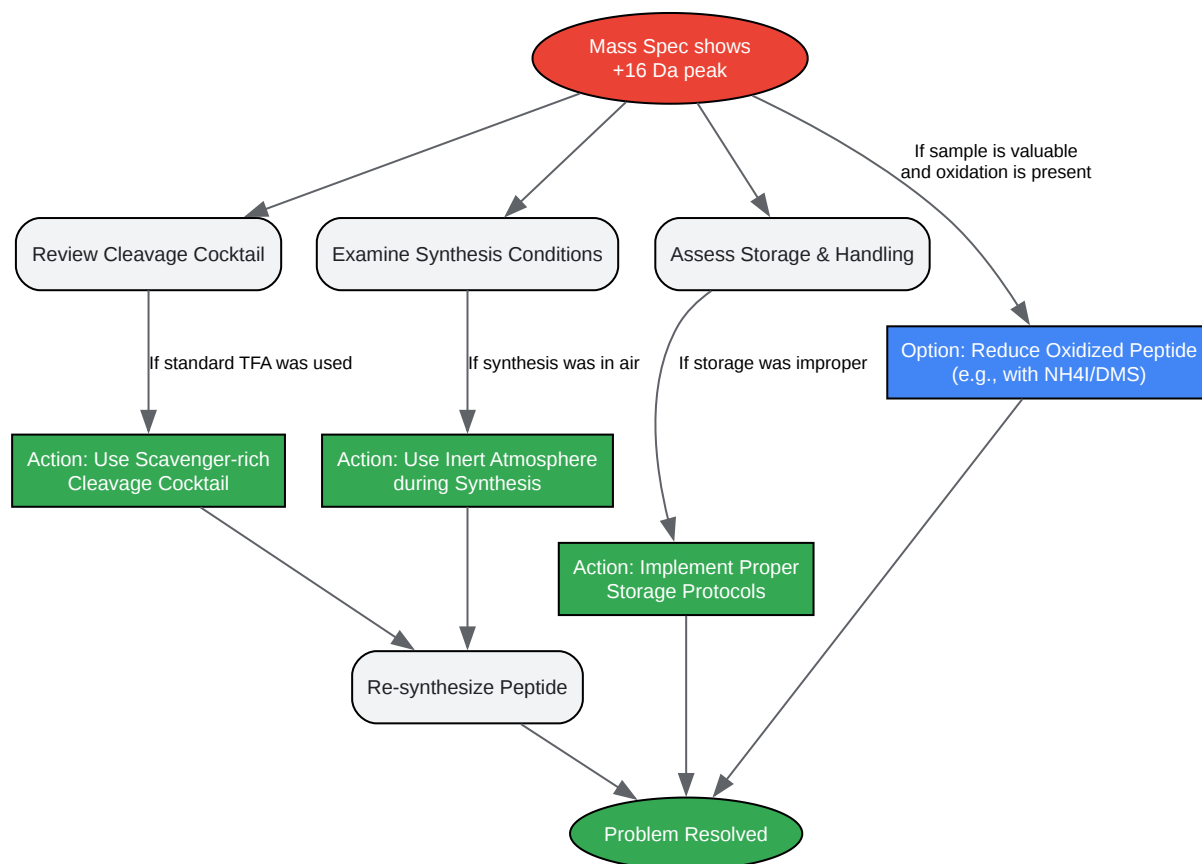 Mass Spec shows
+16 Da peak
If sample is valuable
and oxidation is present
Review Cleavage Cocktail
Examine Synthesis Conditions
Assess Storage & Handling
If standard TFA was used
If synthesis was in air
If storage was improper
Option: Reduce Oxidized Peptide
(e.g., with NH4I/DMS)
Action: Use Scavenger-rich
Cleavage Cocktail
Action: Use Inert Atmosphere
during Synthesis
Action: Implement Proper
Storage Protocols
Re-synthesize Peptide
Problem Resolved